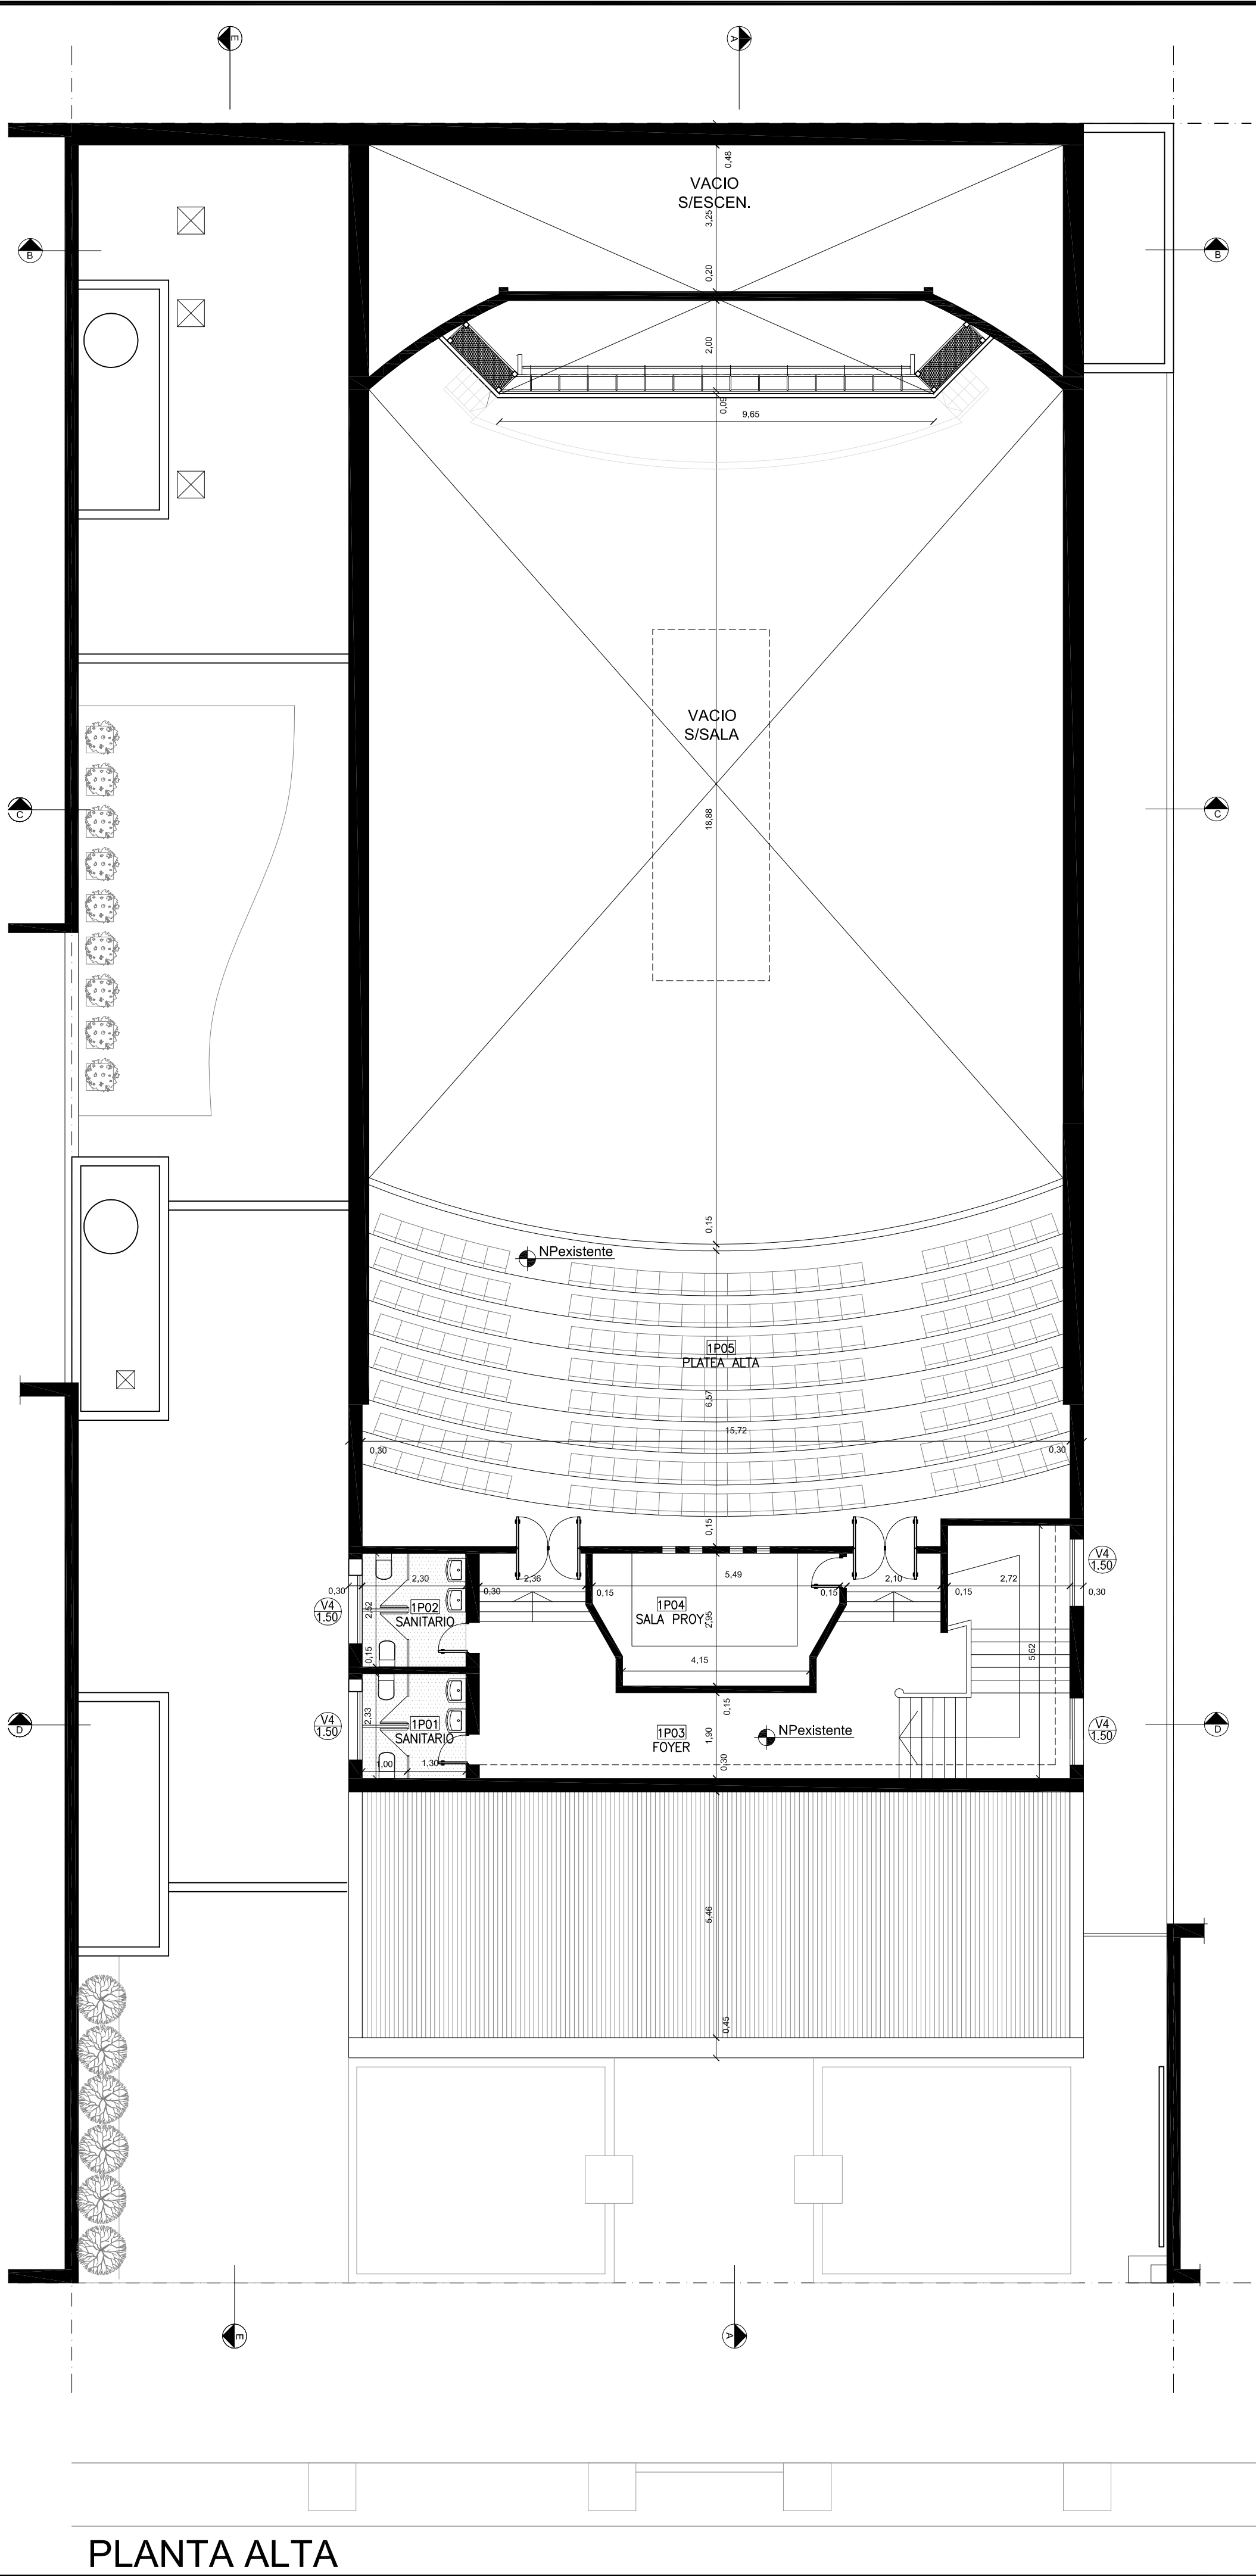 E
A
0,48
VACIO
S/ESCEN.
3,25
B
B
0,20
2,00
0,09
9,65
VACIO
S/SALA
C
C
18,88
0,15
NPexistente
1P05
PLATEA ALTA
6,57
15,72
0,30
0,30
0,15
V4
1.50
2,30
0,30
0,30
2,36
0,15
5,49
0,15
2,10
0,15
2,72
0,30
V4
1.50
2,52
1P02
SANITARIO
1P04
SALA PROY.
2,95
0,15
4,15
5,62
0,15
V4
1.50
2,33
1P01
SANITARIO
1P03
FOYER
1,90
NPexistente
V4
1.50
D
D
1,00
1,30
0,30
5,46
0,45
E
A
PLANTA ALTA